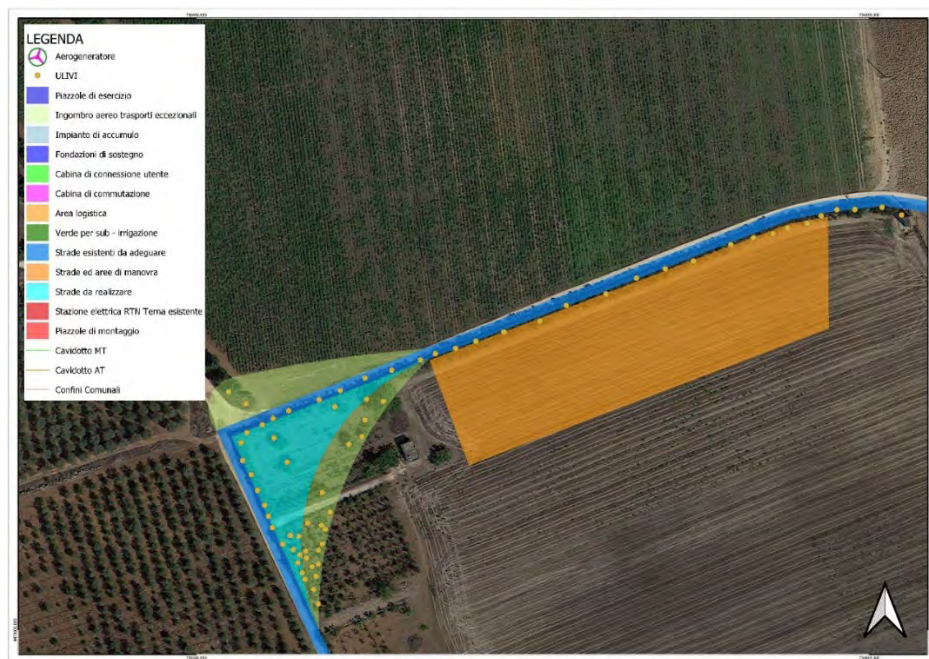 LEGENDA
Aerogeneratore
ULIVI
Piazzole di esercizio
Ingombro aereo trasporti eccezionali
Impianto di accumulo
Fondazioni di sostegno
Cabina di connessione utente
Cabina di commutazione
Area logistica
Verde per sub - irrigazione
Strade esistenti da adeguare
Strade ed aree di manovra
Strade da realizzare
Stazione elettrica RTN Terna esistente
Piazzole di montaggio
Cavidotto MT
Cavidotto AT
Confini Comunali